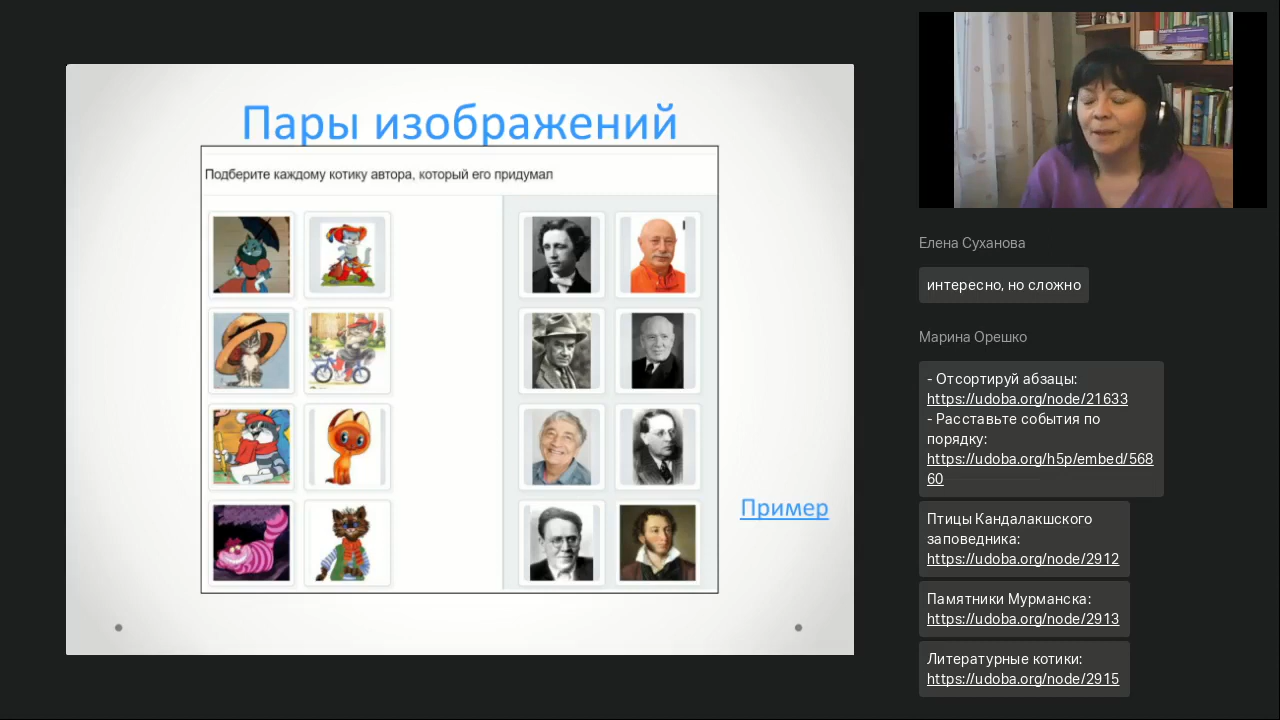 Пары изображений
Подберите каждому котику автора, который его придумал
Пример
Елена Суханова
интересно, но сложно
Марина Орешко
- Отсортируй абзацы:
https://udoba.org/node/21633
- Расставьте события по
порядку:
https://udoba.org/h5p/embed/568
60
Птицы Кандалакшского
заповедника:
https://udoba.org/node/2912
Памятники Мурманска:
https://udoba.org/node/2913
Литературные котики:
https://udoba.org/node/2915